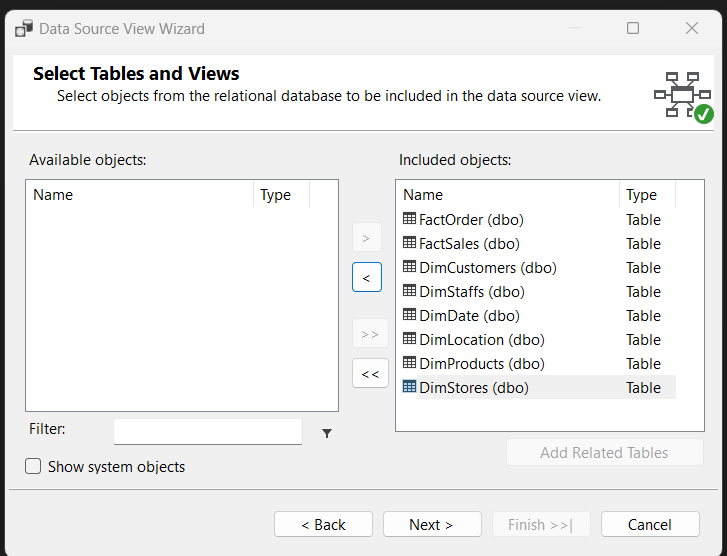 Data Source View Wizard
Select Tables and Views
Select objects from the relational database to be included in the data source view.
Available objects:
Name Type
Filter:
Show system objects
>
<
>>
<<
Included objects:
Name Type
FactOrder (dbo) Table
FactSales (dbo) Table
DimCustomers (dbo) Table
DimStaffs (dbo) Table
DimDate (dbo) Table
DimLocation (dbo) Table
DimProducts (dbo) Table
DimStores (dbo) Table
Add Related Tables
< Back Next > Finish >>| Cancel